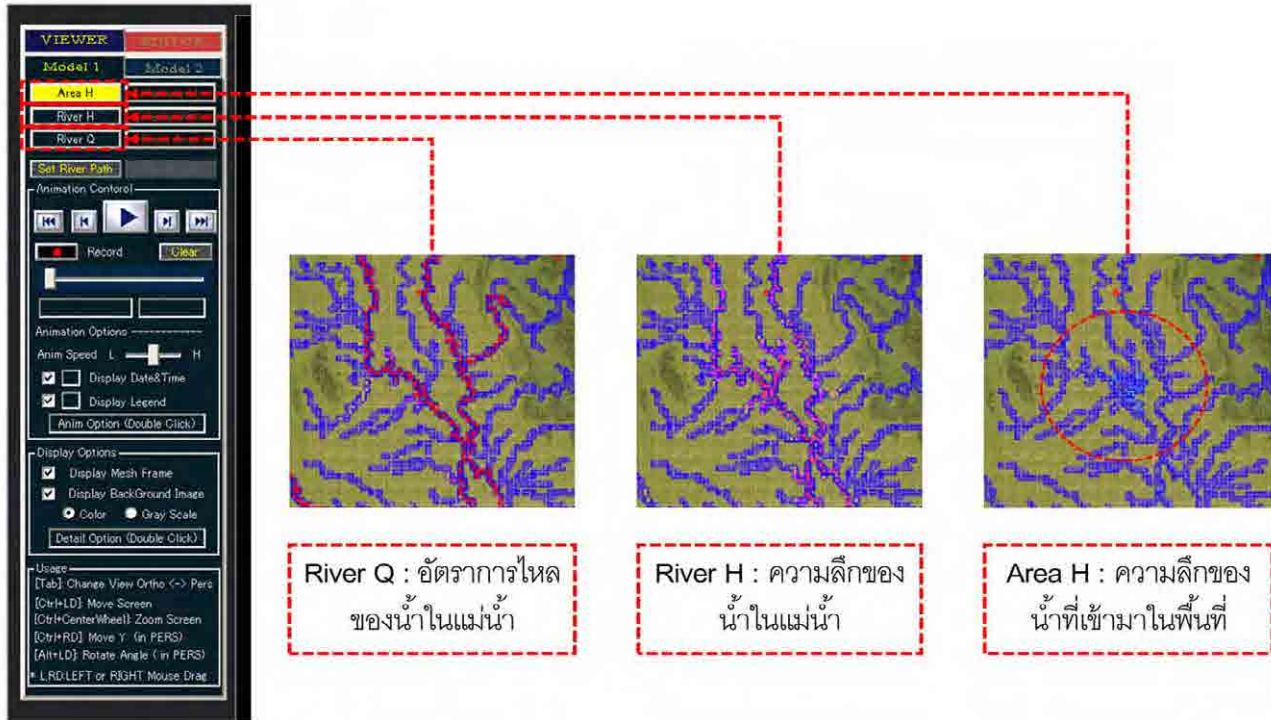 VIEWER
Model 1 Model 2
Area H
River H
River Q
Set River Path
Animation Contorol
Record Clear
Animation Options
Anim Speed L H
Display Date&Time
Display Legend
Anim Option (Double Click)
Display Options
Display Mesh Frame
Display BackGround Image
Color Gray Scale
Detail Option (Double Click)
Usage
[Tab]: Change View Ortho <-> Pers
[Ctrl+LD]: Move Screen
[Ctrl+CenterWheel]: Zoom Screen
[Ctrl+RD]: Move Y (in PERS)
[Alt+LD]: Rotate Angle (in PERS)
* L,RD:LEFT or RIGHT Mouse Drag
River Q : อัตราการไหล
ของน้ำในแม่น้ำ
River H : ความลึกของ
น้ำในแม่น้ำ
Area H : ความลึกของ
น้ำที่เข้ามาในพื้นที่